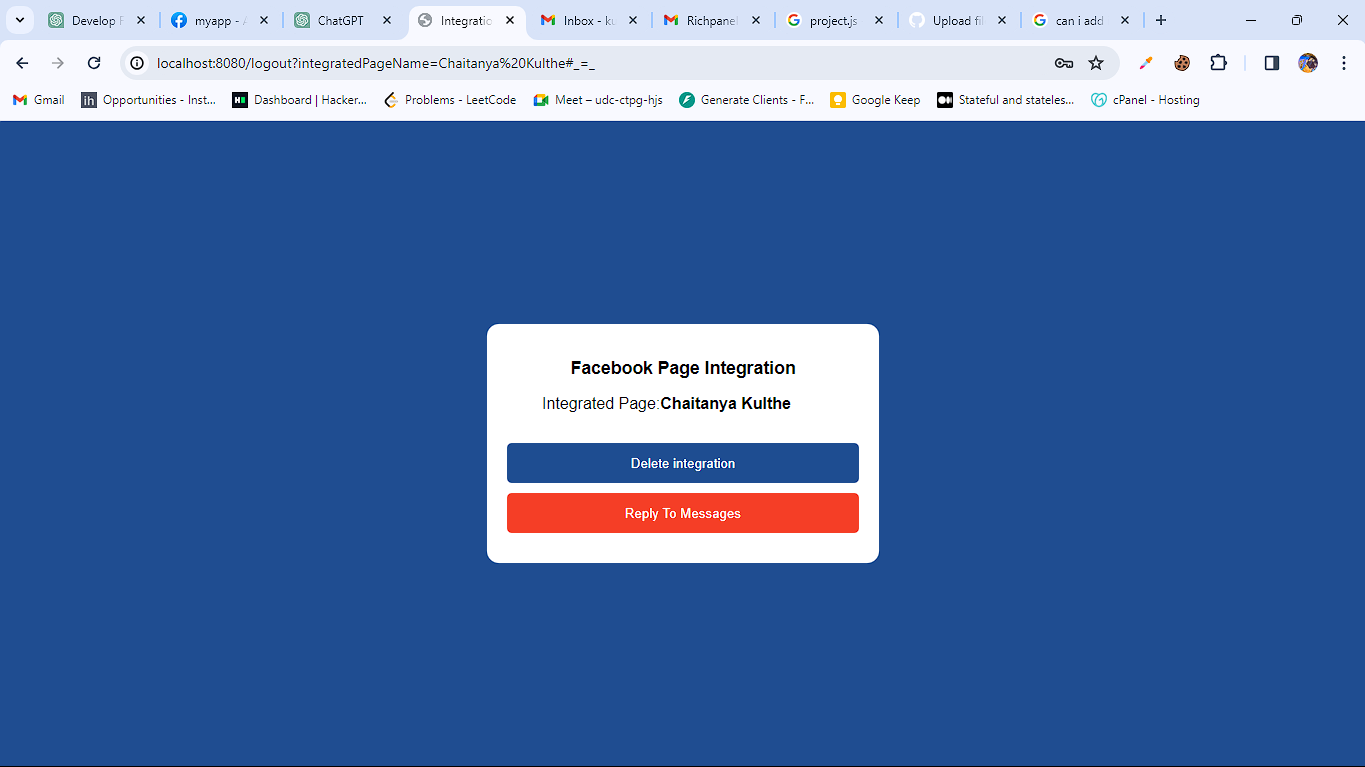 Develop F
myapp - A
ChatGPT
Integratio
Inbox - ku
Richpanel
project.js
Upload fil
can i add
localhost:8080/logout?integratedPageName=Chaitanya%20Kulthe#_=_
Gmail
ih Opportunities - Inst...
Dashboard | Hacker...
Problems - LeetCode
Meet – udc-ctpg-hjs
Generate Clients - F...
Google Keep
Stateful and stateles...
cPanel - Hosting
Facebook Page Integration
Integrated Page:Chaitanya Kulthe
Delete integration
Reply To Messages